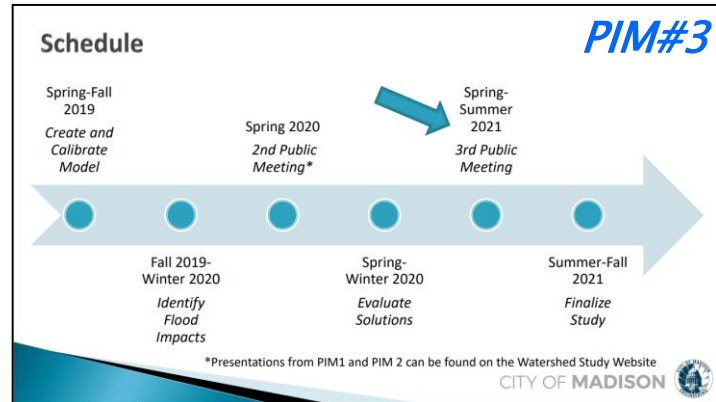 PIM#3
Schedule
Spring-Fall
2019
Create and
Calibrate
Model
Fall 2019-
Winter 2020
Identify
Flood
Impacts
Spring 2020
2nd Public
Meeting*
Spring-
Winter 2020
Evaluate
Solutions
Spring-
Summer
2021
3rd Public
Meeting
Summer-Fall
2021
Finalize
Study
*Presentations from PIM1 and PIM 2 can be found on the Watershed Study Website
CITY OF MADISON